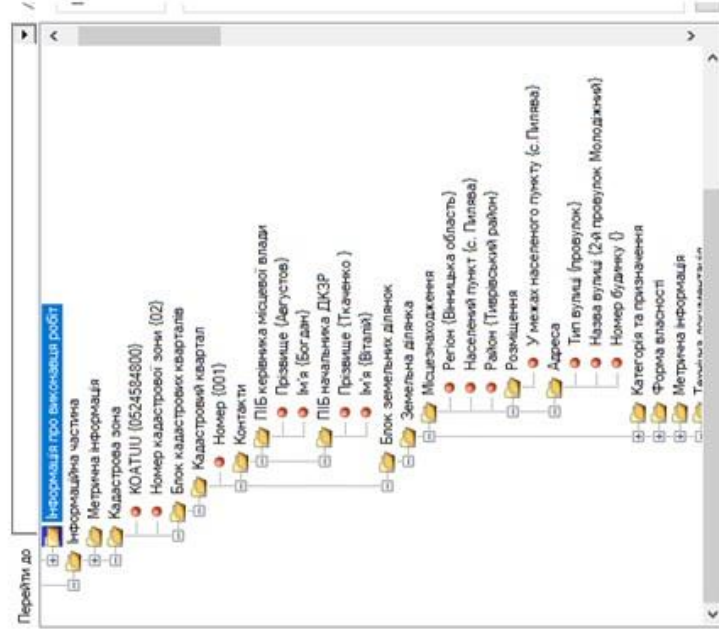 Перейти до
Інформація про виконавця робіт
Інформаційна частина
Метрична інформація
Кадастрова зона
KOATUU {0524584800}
Номер кадастрової зони {02}
Блок кадастрових кварталів
Кадастровий квартал
Номер {001}
Контакти
ПІБ керівника місцевої влади
Прізвище {Августов}
Ім'я {Богдан}
ПІБ начальника ДКЗР
Прізвище {Ткаченко }
Ім'я {Віталій}
Блок земельних ділянок
Земельна ділянка
Місцезнаходження
Регіон {Вінницька область}
Населений пункт {с. Пилява}
Район {Тиврівський район}
Розміщення
У межах населеного пункту {с.Пилява}
Адреса
Тип вулиці {провулок}
Назва вулиці {2-й провулок Молодіжний}
Номер будинку {}
Категорія та призначення
Форма власності
Метрична інформація
Технічна документація